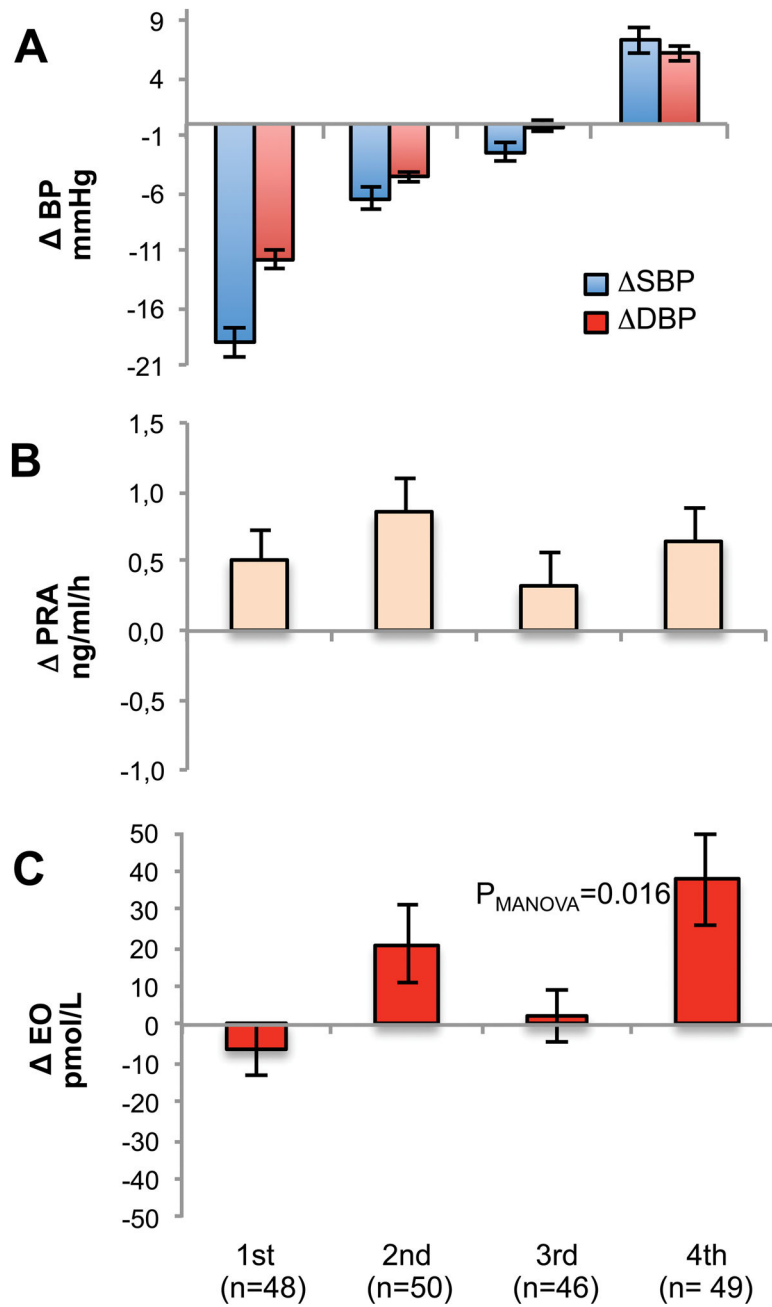 A
Δ BP
mmHg
9
4
-1
-6
-11
-16
-21
ΔSBP
ΔDBP
B
Δ PRA
ng/ml/h
1,5
1,0
0,5
0,0
-0,5
-1,0
C
Δ EO
pmol/L
50
40
30
20
10
0
-10
-20
-30
-40
-50
PMANOVA=0.016
1st 2nd 3rd 4th
(n=48) (n=50) (n=46) (n= 49)